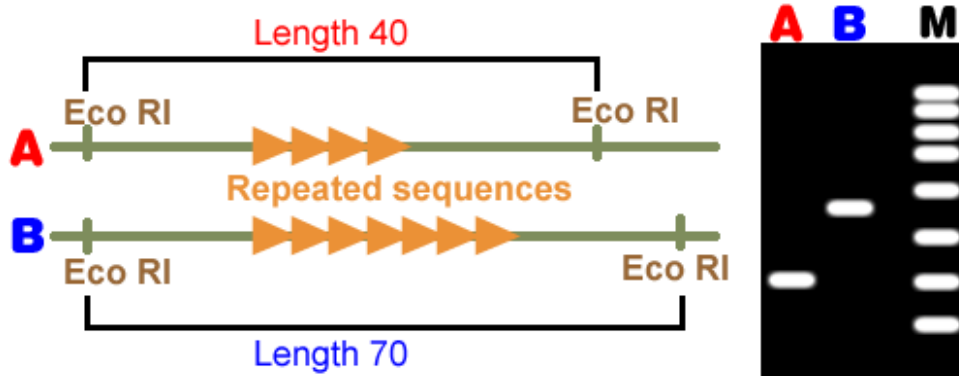 Length 40
A B M
Eco RI Eco RI
A
Repeated sequences
B
Eco RI Eco RI
Length 70